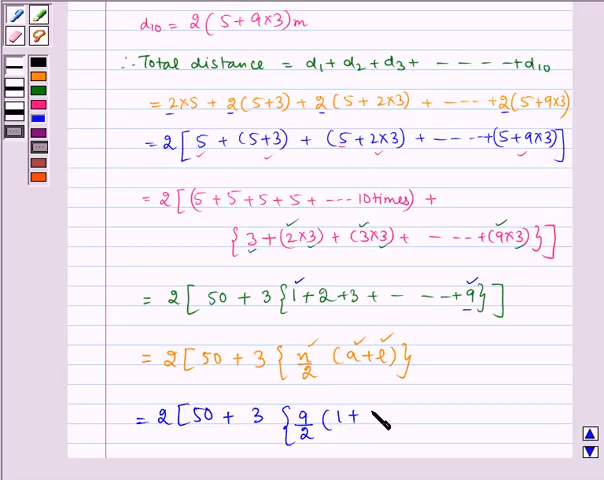 d10 = 2(5+9×3)m
∴ Total distance = d1 + d2 + d3 + - - - - + d10
= 2×5 + 2(5+3) + 2(5+2×3) + ---- + 2(5+9×3)
= 2[5 + (5+3) + (5+2×3) + ---- +(5+9×3)]
= 2[(5+5+5+5+ --- 10times) +
{3+(2×3) + (3×3) + - --- +(9×3)}]
= 2[50 + 3{1+2+3+ - - -- +9}]
= 2[50 + 3{n/2 (a+l)}
= 2[50 + 3 {9/2 (1+